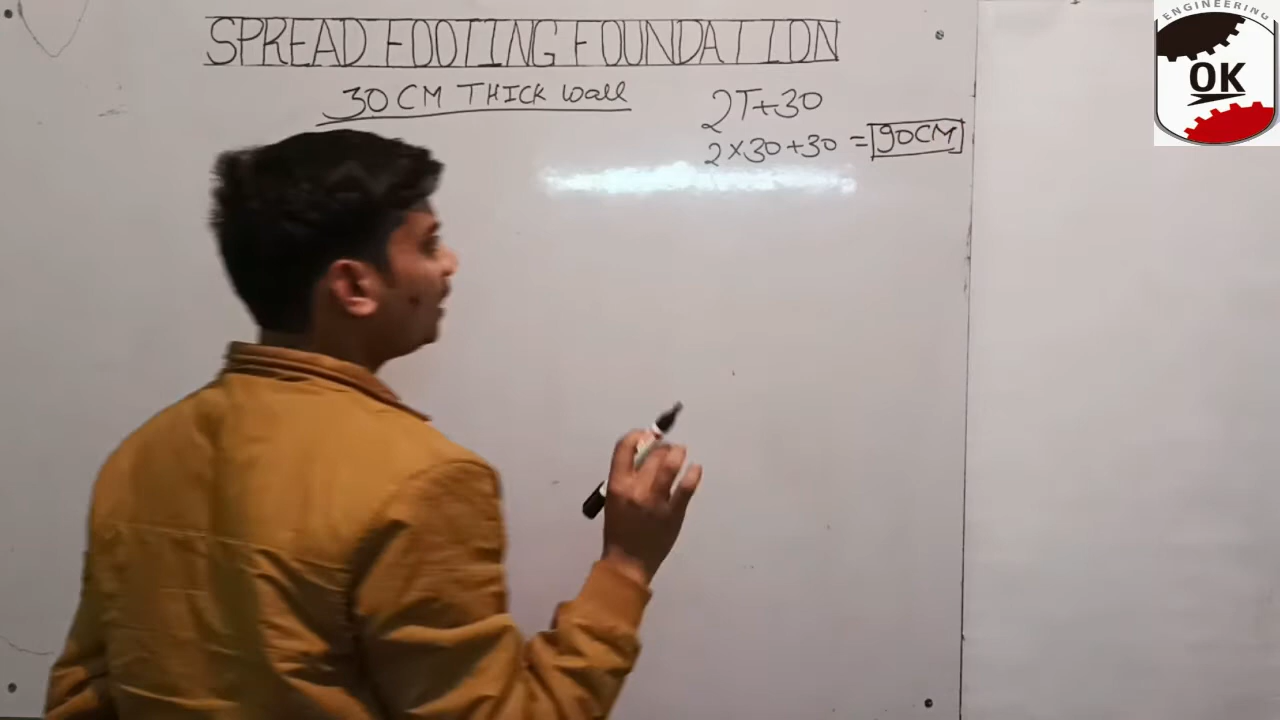 SPREAD FOOTING FOUNDATION
30 CM THICK wall
2T+30
2×30+30 = 90CM
ENGINEERING
OK